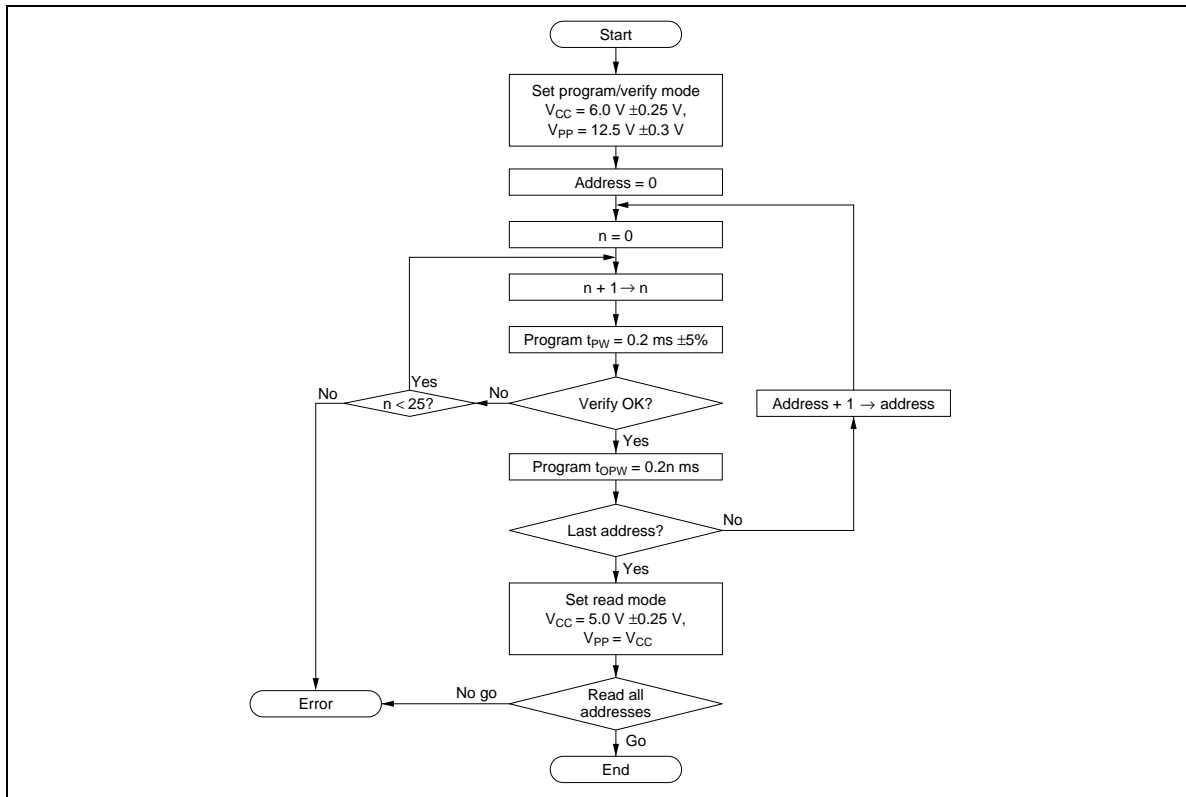 Start
Set program/verify mode
VCC = 6.0 V ±0.25 V,
VPP = 12.5 V ±0.3 V
Address = 0
n = 0
n + 1 → n
Program tPW = 0.2 ms ±5%
Verify OK?
No
n < 25?
Yes
No
Address + 1 → address
Yes
Program tOPW = 0.2n ms
Last address?
No
Yes
Set read mode
VCC = 5.0 V ±0.25 V,
VPP = VCC
Read all
addresses
No go
Error
Go
End